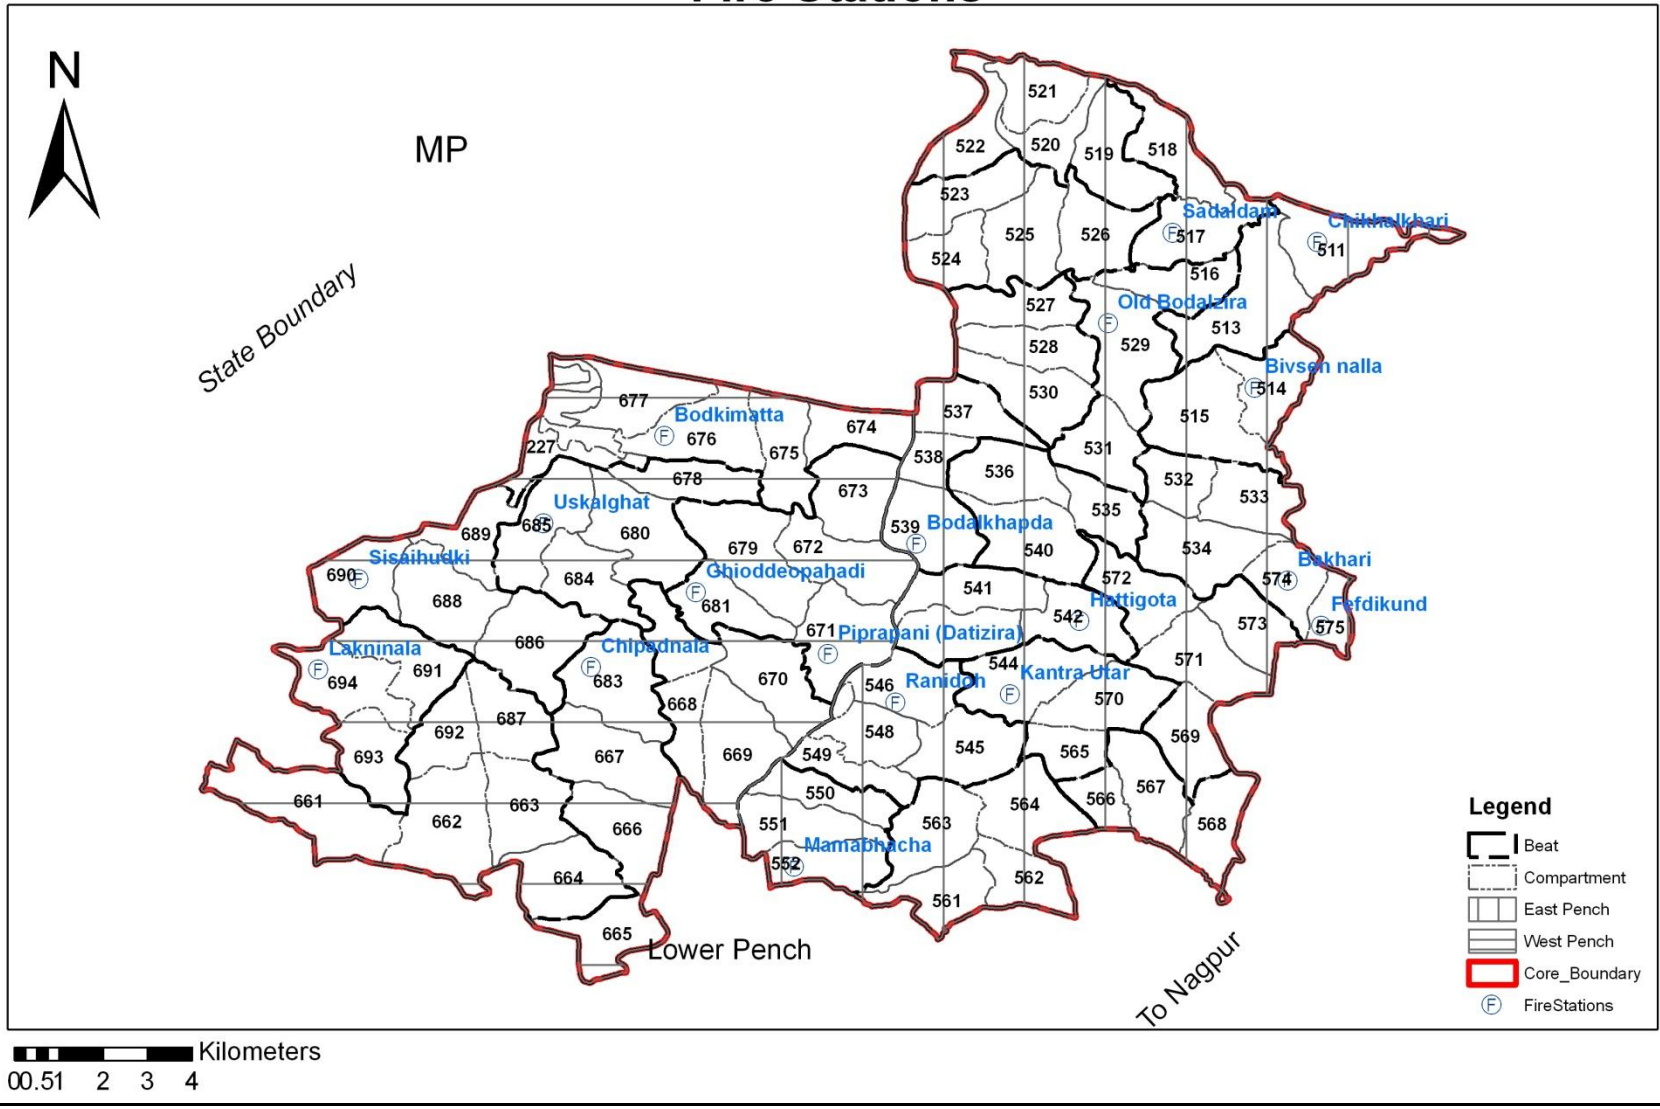 Fire Stations
N
MP
State Boundary
521
522
520
519
518
523
Sadaldam
517
Chikhalkhari
511
525
526
524
516
527
Old Bodalzira
513
528
529
Bivsen nalla
514
530
515
537
677
Bodkimatta
676
674
227
675
538
531
678
673
536
532
533
Uskalghat
685
689
680
539
Bodalkhapda
535
679
672
540
534
Sisaihudki
690
684
Ghioddeopahadi
681
541
572
574
Bakhari
688
542
Hattigota
Fefdikund
575
573
686
671
Piprapani (Datizira)
Lakninala
694
691
Chipadnala
683
544
Kantra Utar
571
670
546
Ranidoh
570
668
687
692
548
569
693
667
669
549
545
565
661
550
567
566
662
663
666
551
563
564
568
Mamabhacha
552
664
562
561
665
Lower Pench
To Nagpur
Legend
Beat
Compartment
East Pench
West Pench
Core_Boundary
F FireStations
Kilometers
00.51 2 3 4